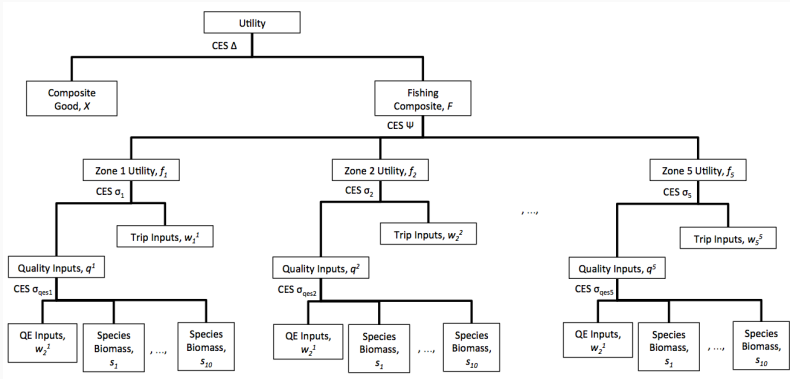 Utility
CES Δ
Composite
Good, X
Fishing
Composite, F
CES Ψ
Zone 1 Utility, f₁
Zone 2 Utility, f₂
Zone 5 Utility, f₅
CES σ₁
CES σ₂
CES σ₅
, ...,
Trip Inputs, w₁¹
Trip Inputs, w₂²
Trip Inputs, w₅⁵
Quality Inputs, q¹
Quality Inputs, q²
Quality Inputs, q⁵
CES σqes1
CES σqes2
CES σqes5
QE Inputs,
w₂¹
Species
Biomass,
s₁
, ...,
Species
Biomass,
s₁₀
QE Inputs,
w₂¹
Species
Biomass,
s₁
, ...,
Species
Biomass,
s₁₀
QE Inputs,
w₂¹
Species
Biomass,
s₁
, ...,
Species
Biomass,
s₁₀